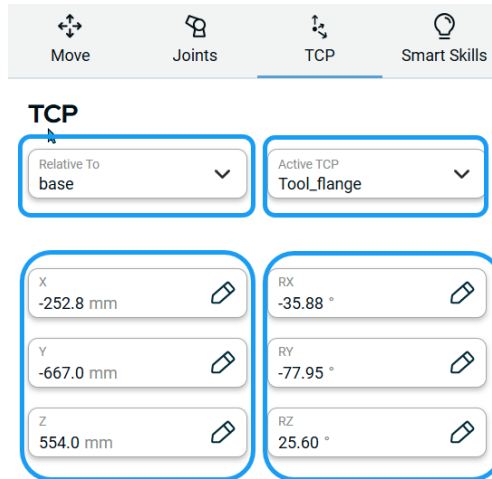 Move Joints TCP Smart Skills
TCP
Relative To
base
Active TCP
Tool_flange
X
-252.8 mm
RX
-35.88 °
Y
-667.0 mm
RY
-77.95 °
Z
554.0 mm
RZ
25.60 °